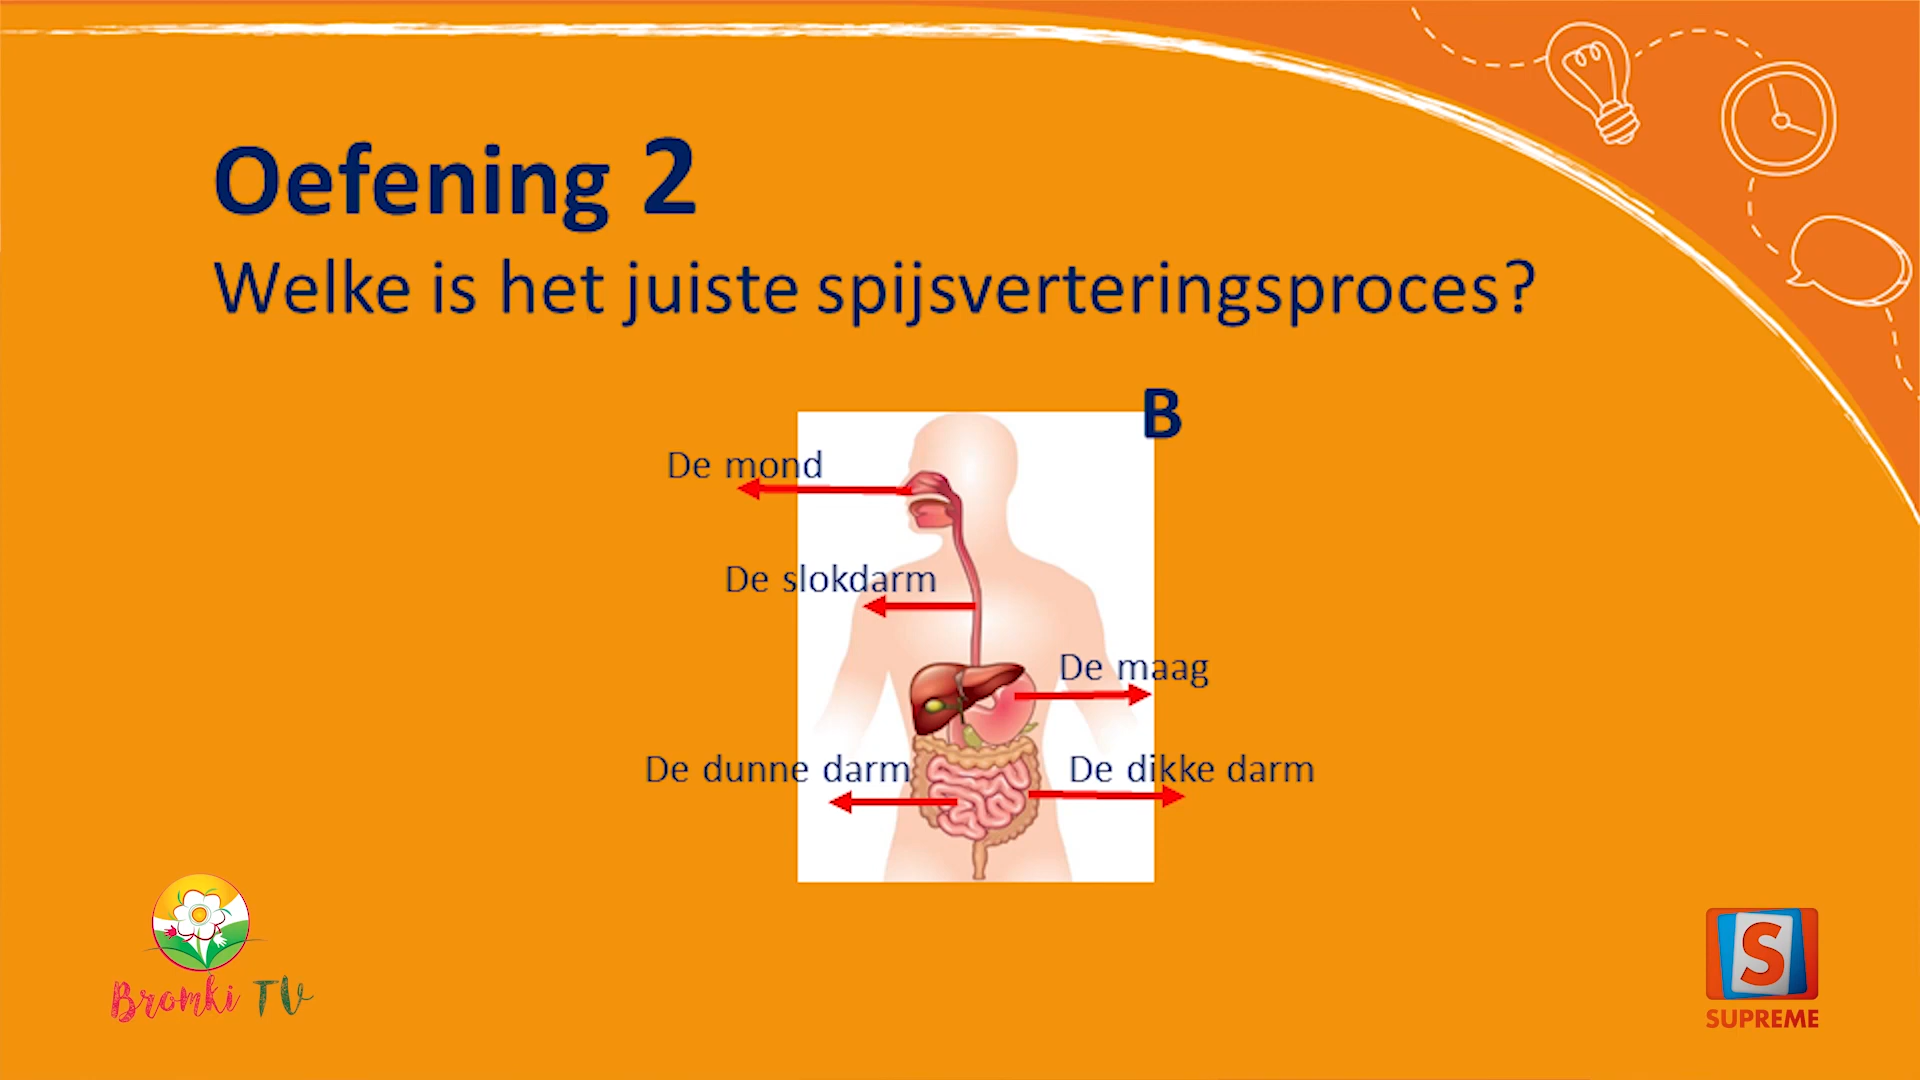 Oefening 2
Welke is het juiste spijsverteringsproces?
B
De mond
De slokdarm
De maag
De dunne darm
De dikke darm
Bromki TV
S
SUPREME